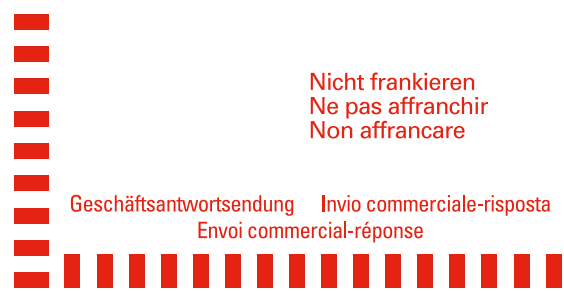 Nicht frankieren
Ne pas affranchir
Non affrancare
Geschäftsantwortsendung Invio commerciale-risposta
Envoi commercial-réponse